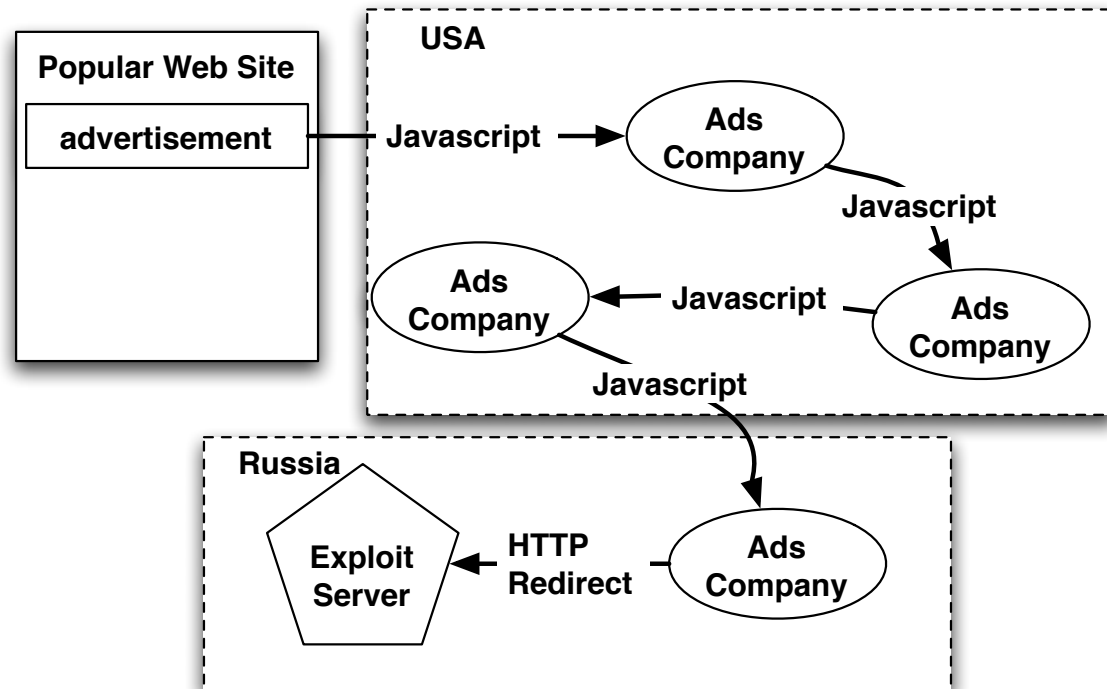 Popular Web Site
advertisement
USA
Javascript
Ads
Company
Javascript
Ads
Company
Javascript
Ads
Company
Javascript
Russia
Ads
Company
HTTP
Redirect
Exploit
Server